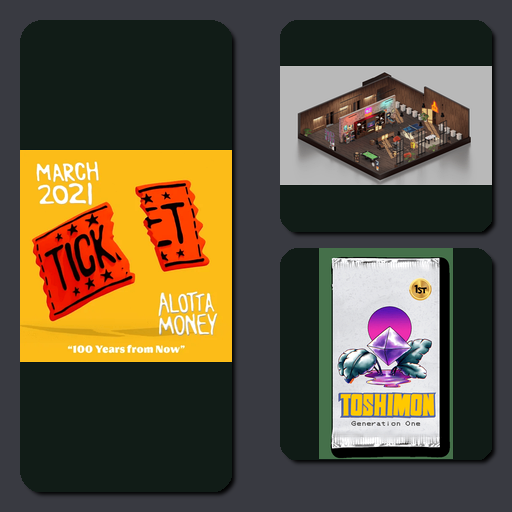 MARCH
2021
TICK
ET
ALOTTA
MONEY
"100 Years from Now"
1ST
TOSHIMON
Generation One